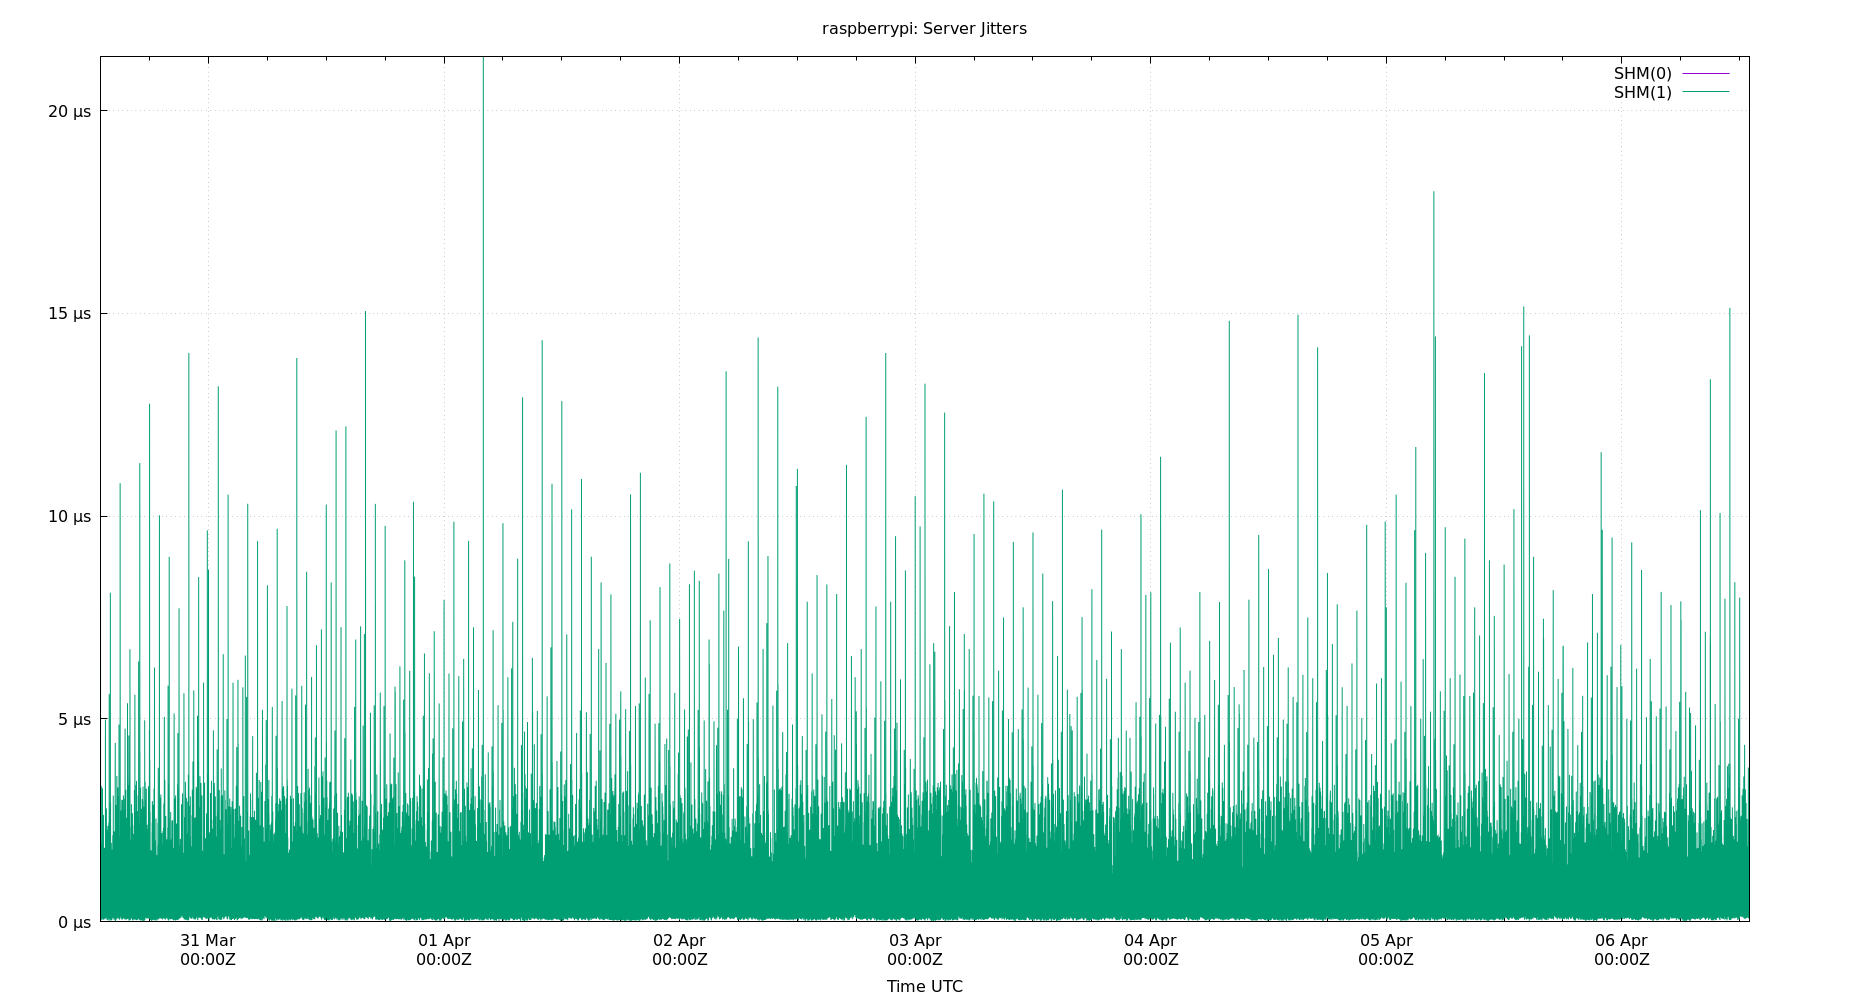 raspberrypi: Server Jitters
SHM(0)
SHM(1)
20 µs
15 µs
10 µs
5 µs
0 µs
31 Mar 01 Apr 02 Apr 03 Apr 04 Apr 05 Apr 06 Apr
00:00Z 00:00Z 00:00Z 00:00Z 00:00Z 00:00Z 00:00Z
Time UTC